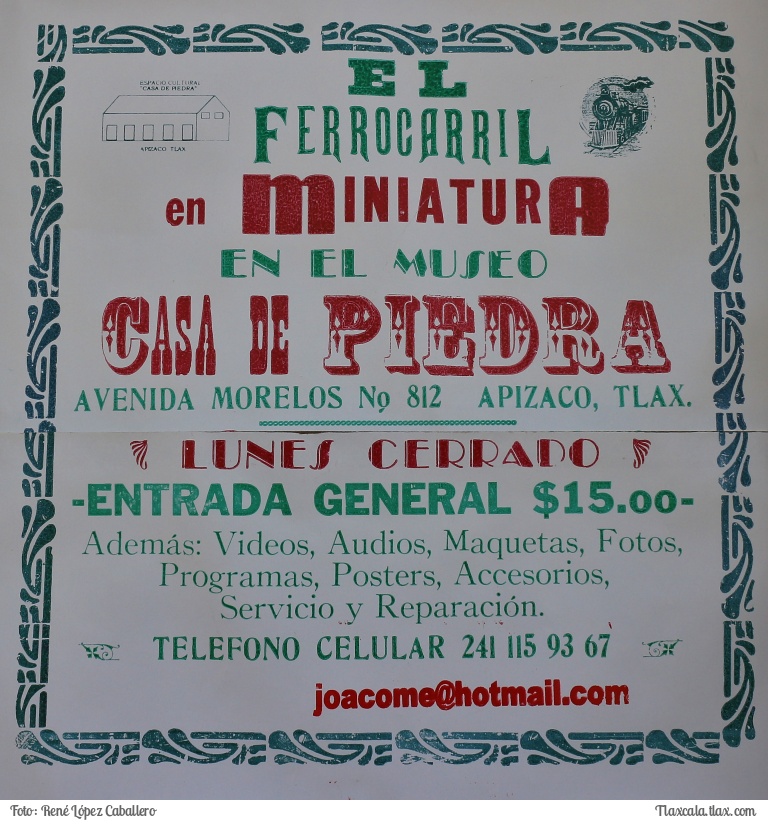 ESPACIO CULTURAL
"CASA DE PIEDRA"
APIZACO TLAX
EL
FERROCARRIL
en MINIATURA
EN EL MUSEO
CASA DE PIEDRA
AVENIDA MORELOS No 812 APIZACO, TLAX.
LUNES CERRADO
-ENTRADA GENERAL $15.00-
Además: Videos, Audios, Maquetas, Fotos,
Programas, Posters, Accesorios,
Servicio y Reparación.
TELEFONO CELULAR 241 115 93 67
joacome@hotmail.com
Foto: René López Caballero
Tlaxcala.tlax.com